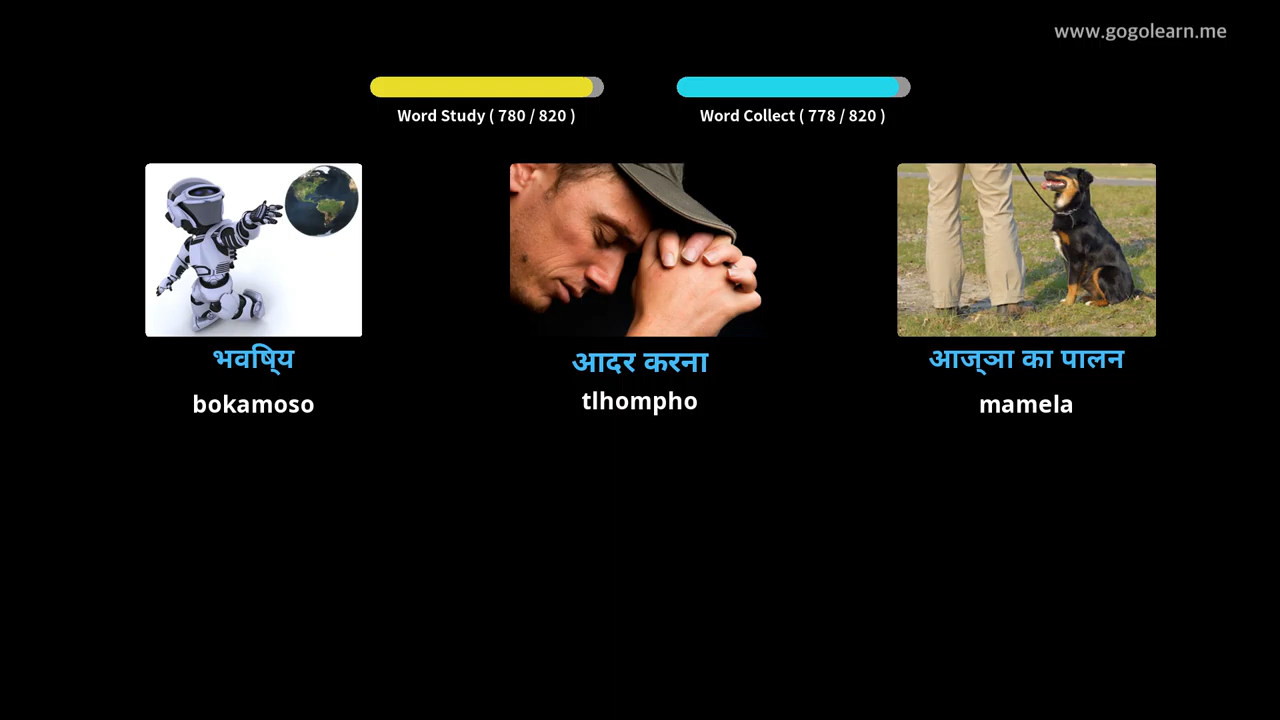 www.gogolearn.me
Word Study ( 780 / 820 )
Word Collect ( 778 / 820 )
भविष्य
आदर करना
आज्ञा का पालन
bokamoso
tlhompho
mamela